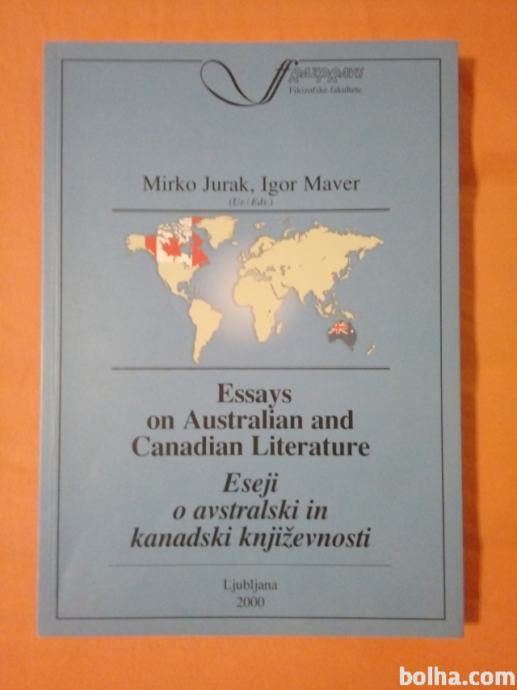 RAZPRAVE
Filozofske fakultete
Mirko Jurak, Igor Maver
(Ur./Eds.)
Essays
on Australian and
Canadian Literature
Eseji
o avstralski in
kanadski književnosti
Ljubljana
2000
bolha.com